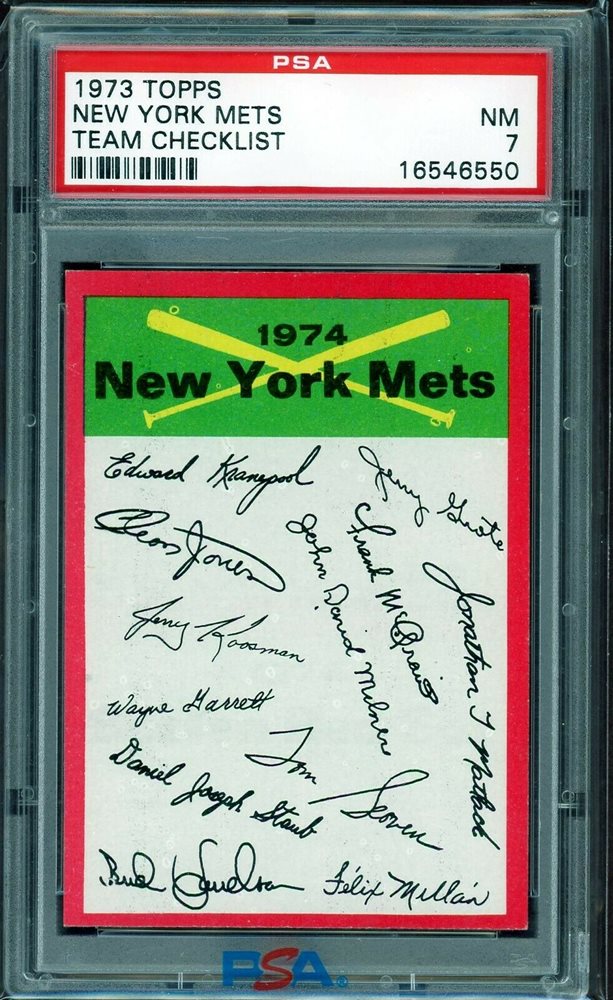 PSA
1973 TOPPS
NEW YORK METS
TEAM CHECKLIST
NM
7
16546550
1974
New York Mets
Edward Kranepool
Jerry Grote
Cleon Jones
John David Milner
Frank McGraw
Jonathan T Matlack
Jerry Koosman
Wayne Garrett
Tom Seaver
Daniel Joseph Staub
Bud Harrelson
Félix Millán
PSA